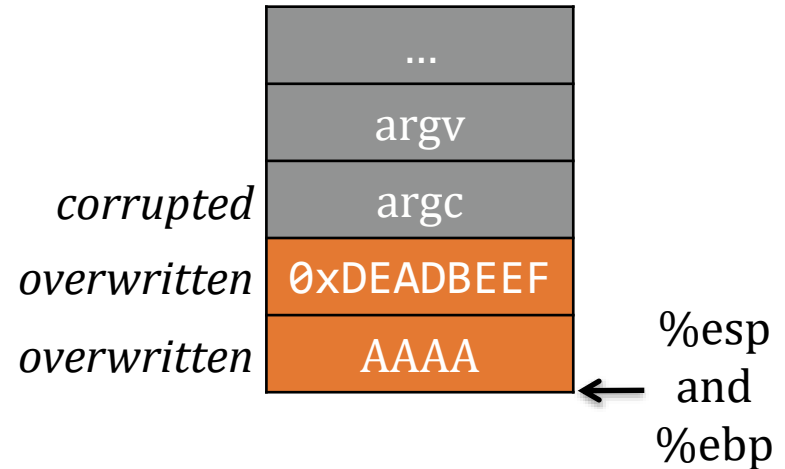 ...
argv
corrupted argc
overwritten 0xDEADBEEF
overwritten AAAA
%esp
and
%ebp